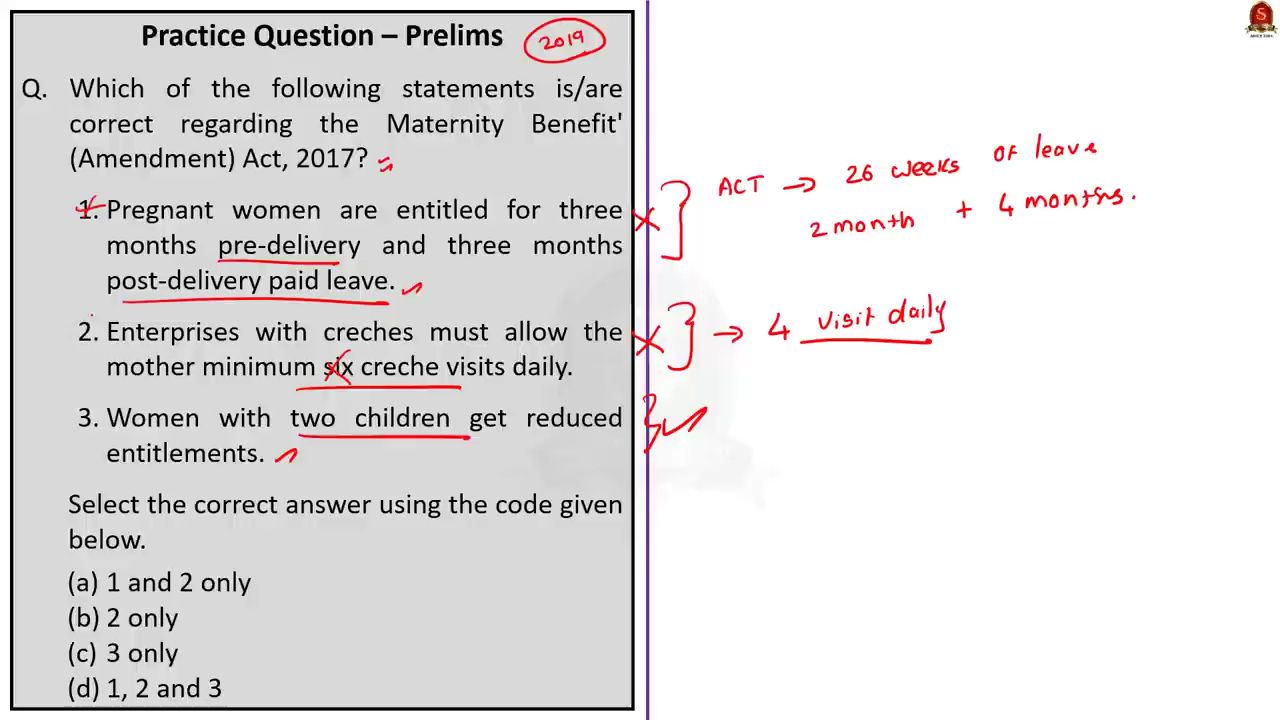 Practice Question – Prelims
2019
Q. Which of the following statements is/are
correct regarding the Maternity Benefit'
(Amendment) Act, 2017?
1. Pregnant women are entitled for three
months pre-delivery and three months
post-delivery paid leave.
2. Enterprises with creches must allow the
mother minimum six creche visits daily.
3. Women with two children get reduced
entitlements.
Select the correct answer using the code given
below.
(a) 1 and 2 only
(b) 2 only
(c) 3 only
(d) 1, 2 and 3
ACT → 26 weeks of leave
2 month + 4 months.
→ 4 visit daily
S